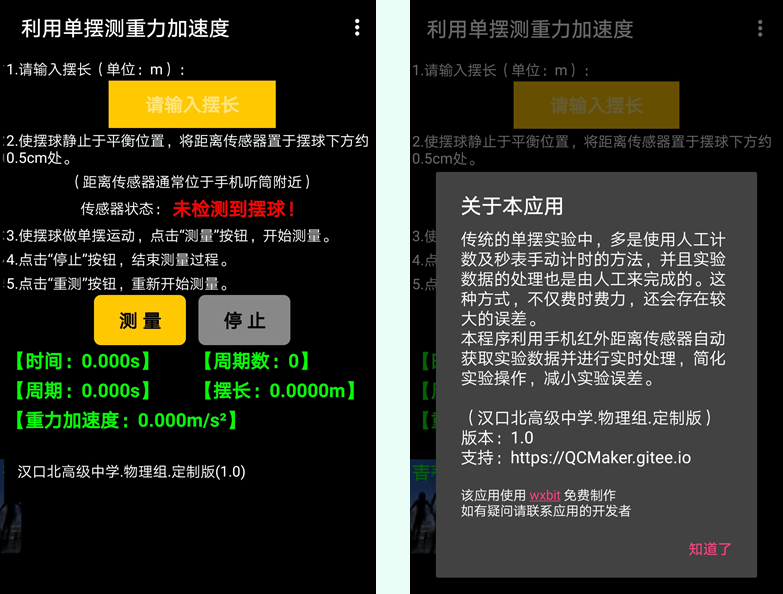 利用单摆测重力加速度
1.请输入摆长（单位：m）:
请输入摆长
2.使摆球静止于平衡位置，将距离传感器置于摆球下方约
0.5cm处。
（距离传感器通常位于手机听筒附近）
传感器状态： 未检测到摆球！
3.使摆球做单摆运动，点击“测量”按钮，开始测量。
4.点击“停止”按钮，结束测量过程。
5.点击“重测”按钮，重新开始测量。
测 量
停 止
【时间：0.000s】
【周期数：0】
【周期：0.000s】
【摆长：0.0000m】
【重力加速度：0.000m/s²】
汉口北高级中学.物理组.定制版(1.0)
利用单摆测重力加速度
1.请输入摆长（单位：m）:
请输入摆长
2.使摆球静止于平衡位置，将距离传感器置于摆球下方约
0.5cm处。
3.使
4.点
5.点
关于本应用
传统的单摆实验中，多是使用人工计
数及秒表手动计时的方法，并且实验
数据的处理也是由人工来完成的。这
种方式，不仅费时费力，还会存在较
大的误差。
本程序利用手机红外距离传感器自动
获取实验数据并进行实时处理，简化
实验操作，减小实验误差。
（汉口北高级中学.物理组.定制版）
版本：1.0
支持：https://QCMaker.gitee.io
该应用使用 wxbit 免费制作
如有疑问请联系应用的开发者
知道了